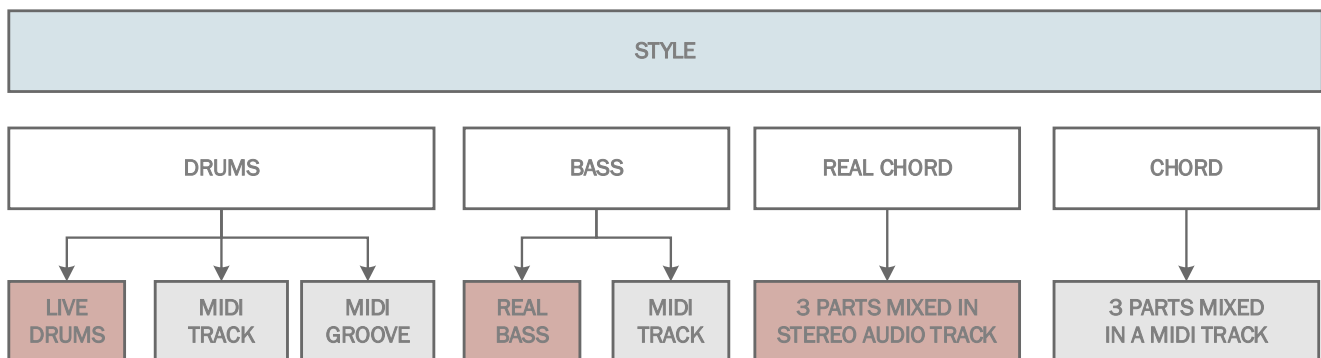 STYLE
DRUMS
BASS
REAL CHORD
CHORD
LIVE
DRUMS
MIDI
TRACK
MIDI
GROOVE
REAL
BASS
MIDI
TRACK
3 PARTS MIXED IN
STEREO AUDIO TRACK
3 PARTS MIXED
IN A MIDI TRACK